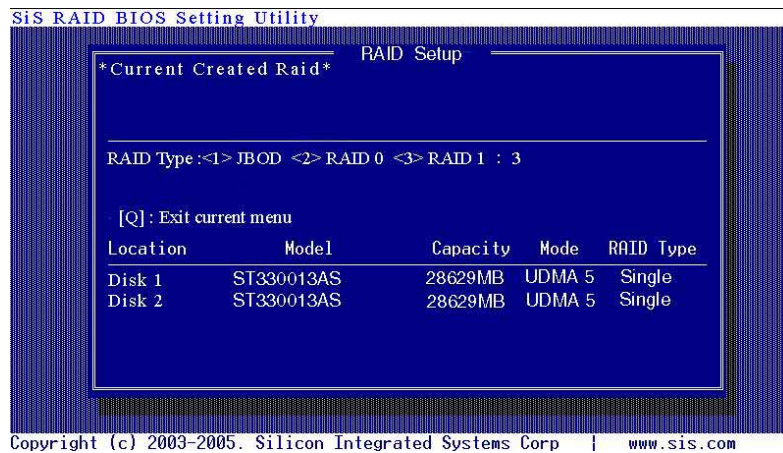 SiS RAID BIOS Setting Utility
RAID Setup
*Current Created Raid*
RAID Type :<1> JBOD <2> RAID 0 <3> RAID 1 : 3
[Q] : Exit current menu
Location Model Capacity Mode RAID Type
Disk 1 ST330013AS 28629MB UDMA 5 Single
Disk 2 ST330013AS 28629MB UDMA 5 Single
Copyright (c) 2003-2005. Silicon Integrated Systems Corp | www.sis.com